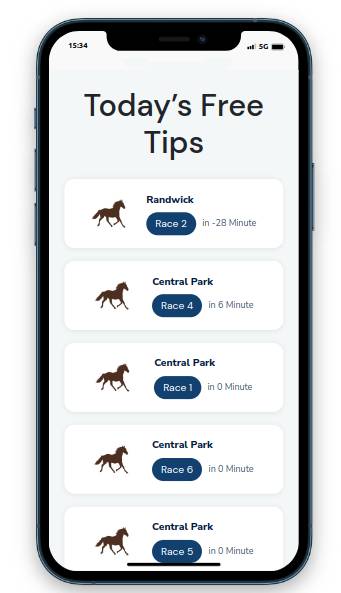 15:34
5G
Today’s Free
Tips
Randwick
Race 2 in -28 Minute
Central Park
Race 4 in 6 Minute
Central Park
Race 1 in 0 Minute
Central Park
Race 6 in 0 Minute
Central Park
Race 5 in 0 Minute